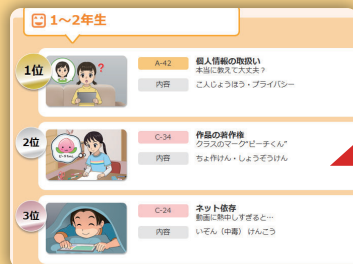 1～2年生
1位
?
A-42
個人情報の取扱い
本当に教えて大丈夫？
内容
こじんじょうほう・プライバシー
2位
C-34
作品の著作権
クラスのマーク"ピーチくん"
内容
ちょ作けん・しょうぞうけん
3位
C-24
ネット依存
動画に熱中しすぎると…
内容
いぞん（中毒） けんこう